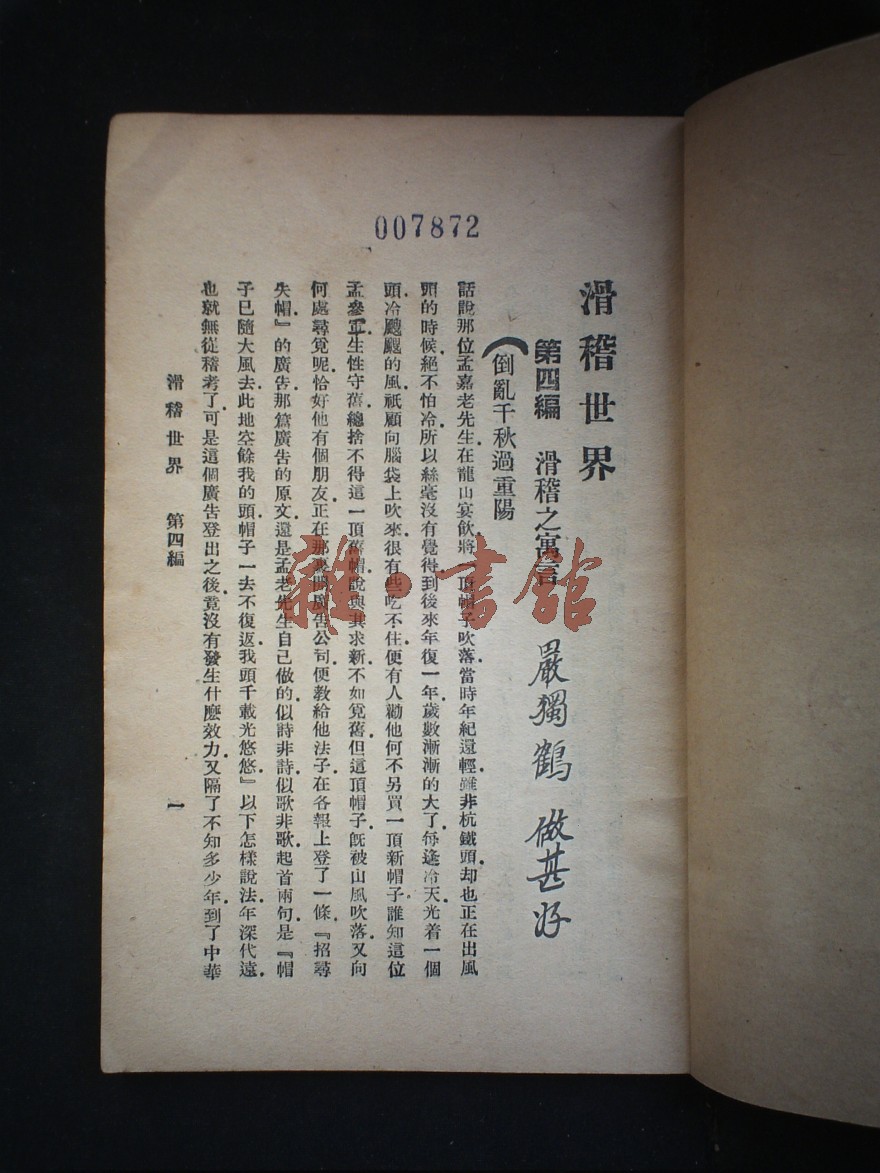 007872
滑稽世界
第四編 滑稽之寓言 嚴獨鶴 做甚好
倒亂千秋過重陽
話說那位孟嘉老先生在龍山宴飲將一頂帽子吹落當時年紀還輕雖非杭鐵頭却也正在出風
頭的時候絕不怕冷所以絲毫沒有覺得到後來年復一年歲數漸漸的大了每逢冷天光着一個
頭冷颼颼的風祇顧向腦袋上吹來很有些吃不住便有人勸他何不另買一頂新帽子誰知這位
孟參軍生性守舊總捨不得這一頂舊帽說與其求新不如覓舊但這頂帽子既被山風吹落又向
何處尋覓呢恰好他有個朋友正在那裏開廣告公司便教給他法子在各報上登了一條『招尋
失帽』的廣告那篇廣告的原文還是孟老先生自己做的似詩非詩似歌非歌起首兩句是『帽
子已隨大風去此地空餘我的頭帽子一去不復返我頭千載光悠悠』以下怎樣說法年深代遠
也就無從稽考了可是這個廣告登出之後竟沒有發生什麼效力又隔了不知多少年到了中華
滑稽世界 第四編 一
雜·書館